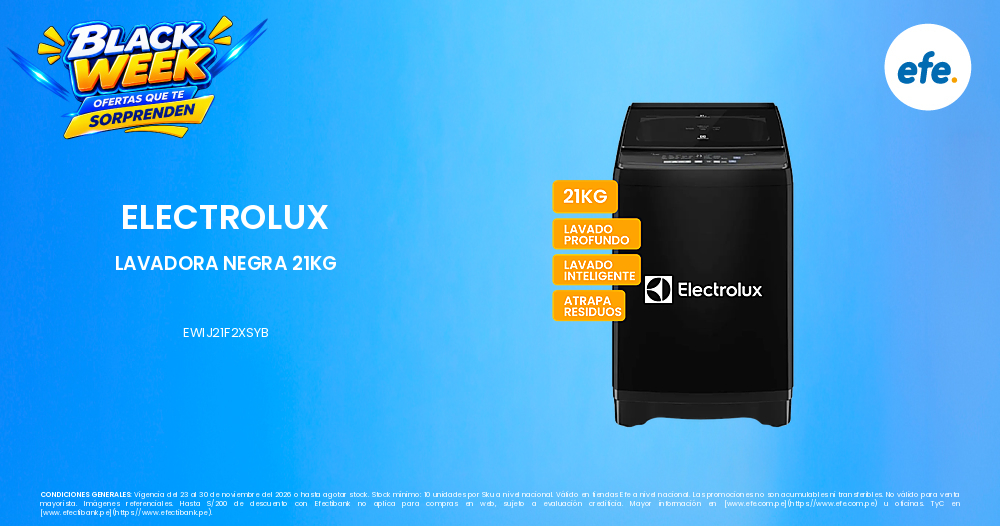 BLACK
WEEK
OFERTAS QUE TE
SORPRENDEN
efe.
ELECTROLUX
LAVADORA NEGRA 21KG
EWIJ21F2XSYB
21KG
LAVADO
PROFUNDO
LAVADO
INTELIGENTE
ATRAPA
RESIDUOS
Electrolux
CONDICIONES GENERALES: Vigencia del 23 al 30 de noviembre del 2026 o hasta agotar stock. Stock mínimo: 10 unidades por Sku a nivel nacional. Válido en tiendas Efe a nivel nacional. Las promociones no son acumulables ni transferibles. No válido para venta
mayorista. Imágenes referenciales. Hasta S/200 de descuento con Efectibank no aplica para compras en web, sujeto a evaluación crediticia. Mayor información en [www.efe.com.pe](https://www.efe.com.pe) u oficinas. TyC en
[www.efectibank.pe](https://www.efectibank.pe).